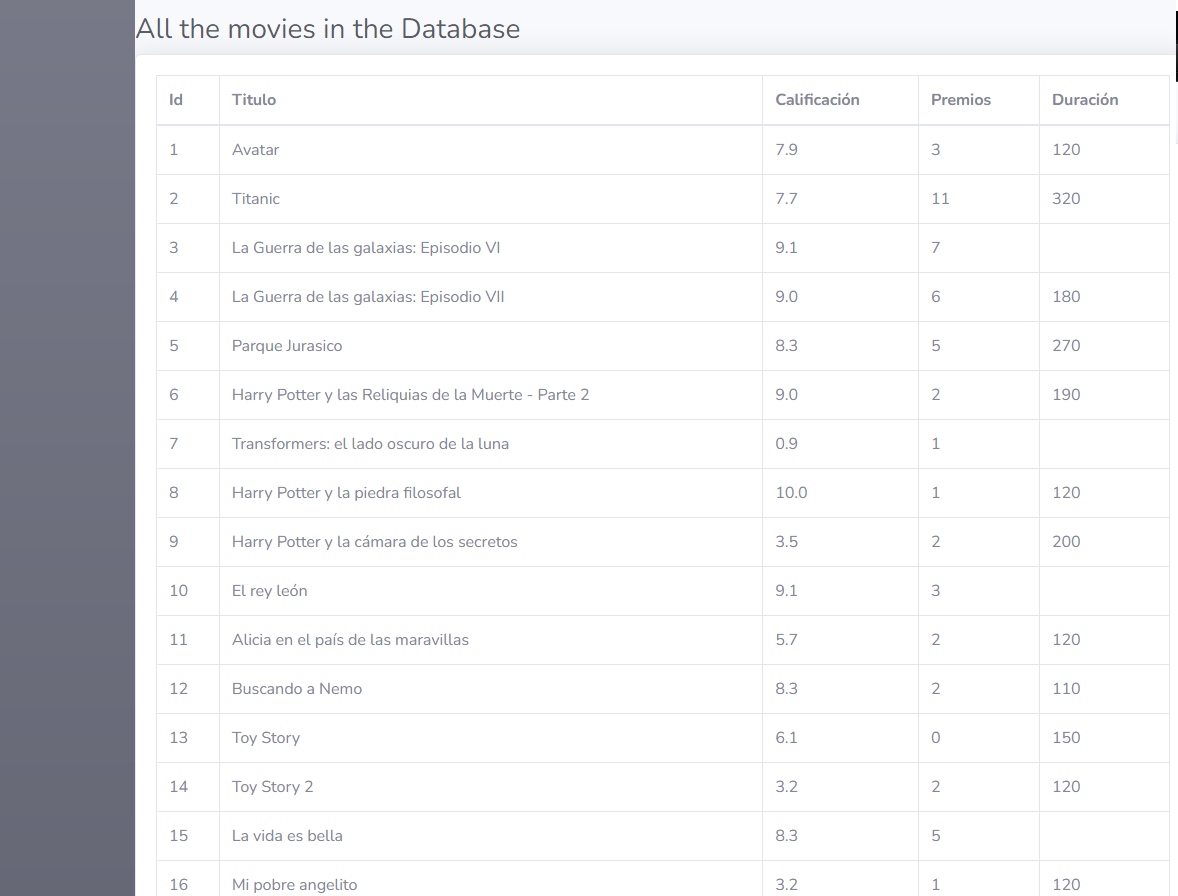 All the movies in the Database
Id Titulo Calificación Premios Duración
1 Avatar 7.9 3 120
2 Titanic 7.7 11 320
3 La Guerra de las galaxias: Episodio VI 9.1 7
4 La Guerra de las galaxias: Episodio VII 9.0 6 180
5 Parque Jurasico 8.3 5 270
6 Harry Potter y las Reliquias de la Muerte - Parte 2 9.0 2 190
7 Transformers: el lado oscuro de la luna 0.9 1
8 Harry Potter y la piedra filosofal 10.0 1 120
9 Harry Potter y la cámara de los secretos 3.5 2 200
10 El rey león 9.1 3
11 Alicia en el país de las maravillas 5.7 2 120
12 Buscando a Nemo 8.3 2 110
13 Toy Story 6.1 0 150
14 Toy Story 2 3.2 2 120
15 La vida es bella 8.3 5
16 Mi pobre angelito 3.2 1 120